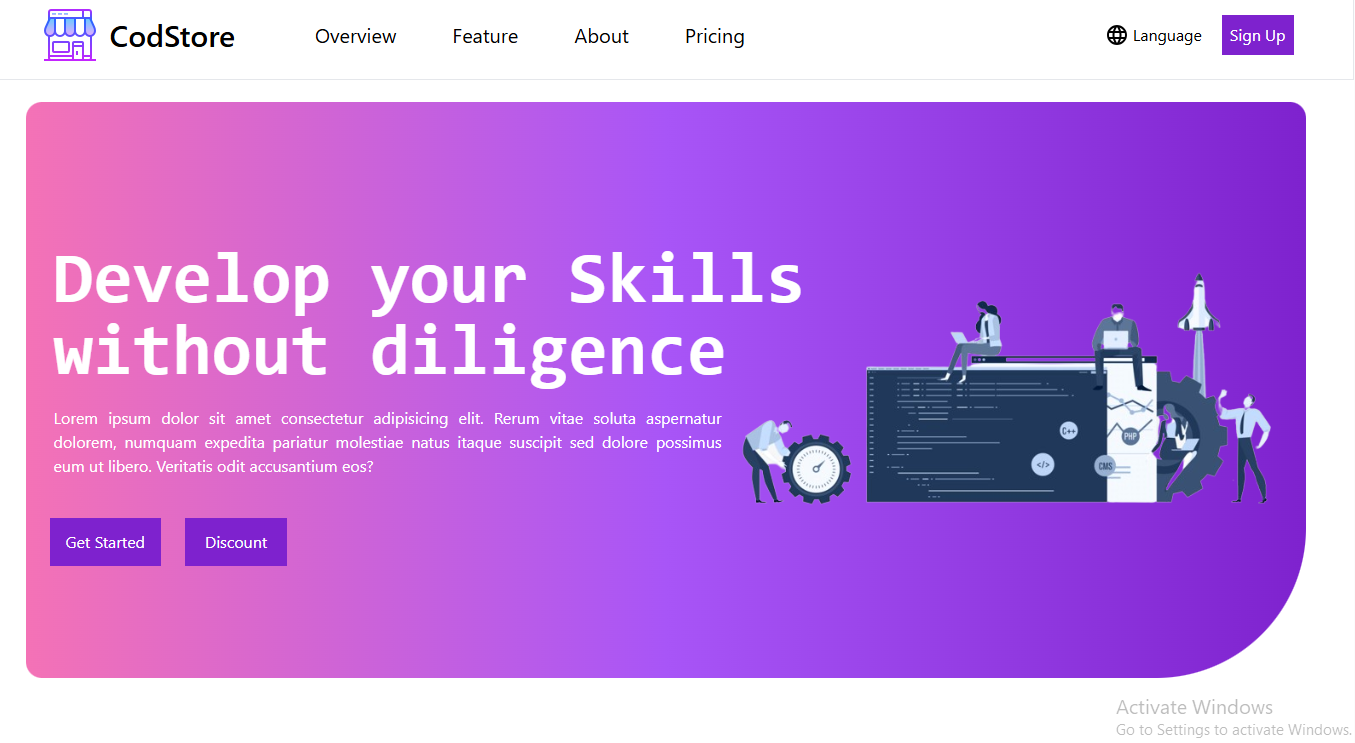 CodStore
Overview
Feature
About
Pricing
Language
Sign Up
Develop your Skills
without diligence
Lorem ipsum dolor sit amet consectetur adipisicing elit. Rerum vitae soluta aspernatur
dolorem, numquam expedita pariatur molestiae natus itaque suscipit sed dolore possimus
eum ut libero. Veritatis odit accusantium eos?
C++
PHP
</>
CMS
Get Started
Discount
Activate Windows
Go to Settings to activate Windows.